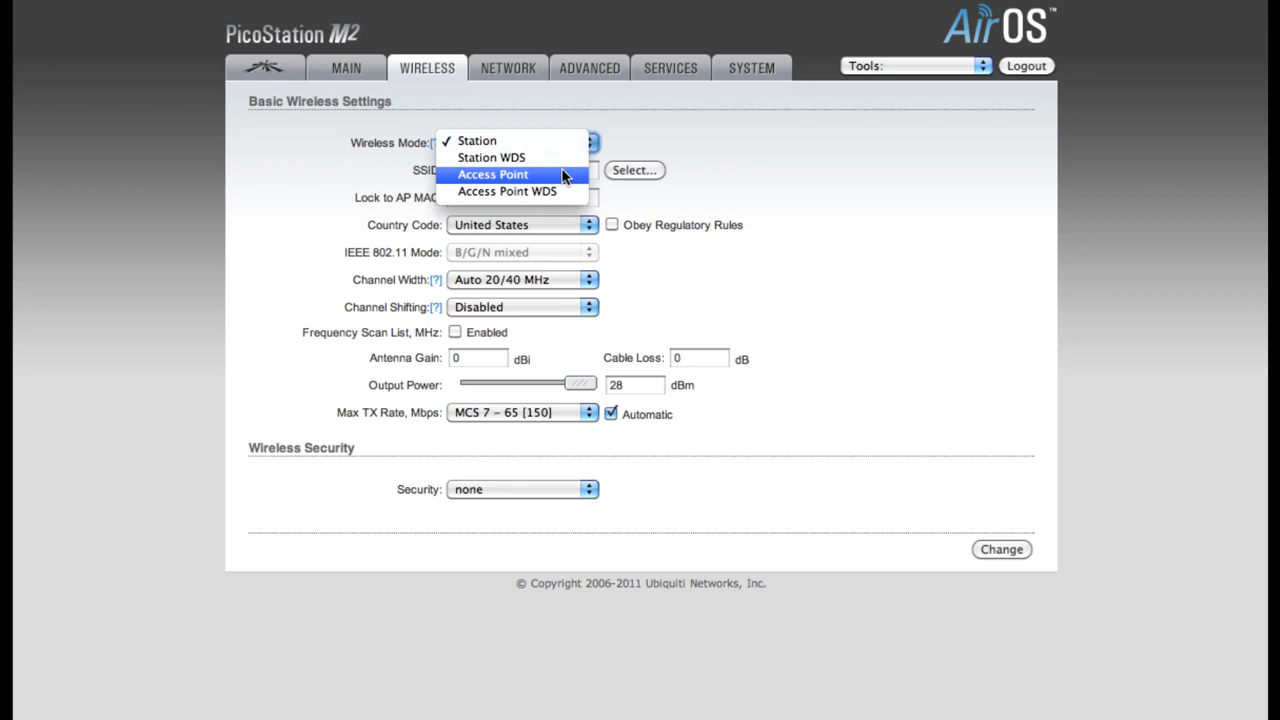 PicoStation M2
AirOS™
MAIN WIRELESS NETWORK ADVANCED SERVICES SYSTEM Tools: Logout
Basic Wireless Settings
Wireless Mode:[?
✓ Station
Station WDS
Access Point
Access Point WDS
SSID
Select...
Lock to AP MAC
Country Code: United States Obey Regulatory Rules
IEEE 802.11 Mode: B/G/N mixed
Channel Width:[?] Auto 20/40 MHz
Channel Shifting:[?] Disabled
Frequency Scan List, MHz: Enabled
Antenna Gain: 0 dBi Cable Loss: 0 dB
Output Power: 28 dBm
Max TX Rate, Mbps: MCS 7 - 65 [150] Automatic
Wireless Security
Security: none
Change
© Copyright 2006-2011 Ubiquiti Networks, Inc.